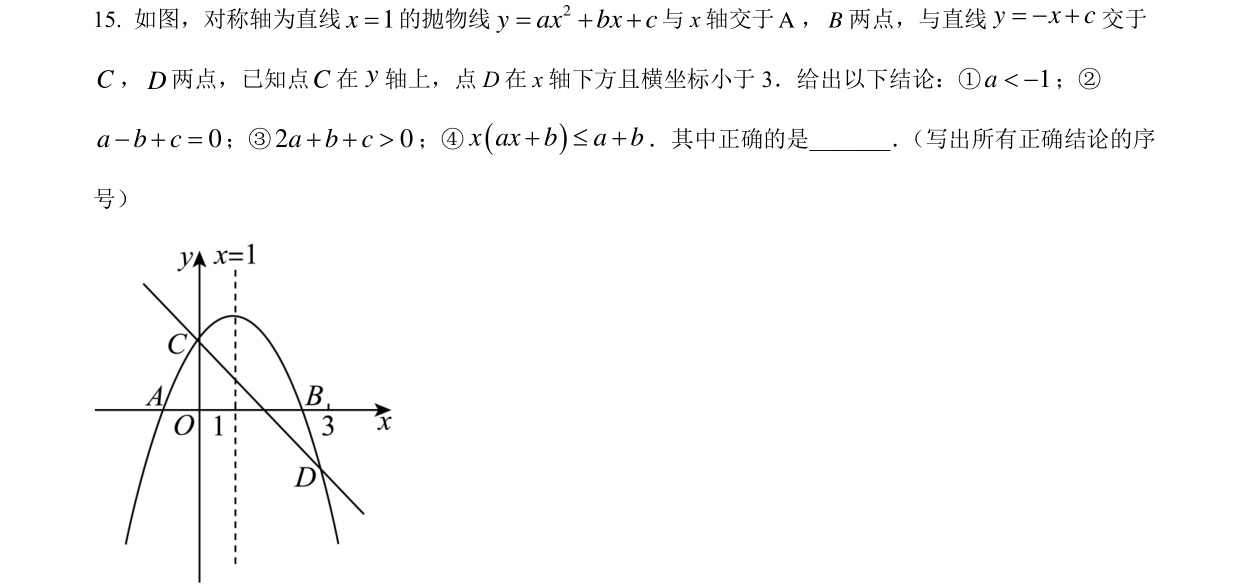 15. 如图，对称轴为直线 x=1 的抛物线 y=ax²+bx+c 与 x 轴交于 A ，B 两点，与直线 y=−x+c 交于
C ，D 两点，已知点 C 在 y 轴上，点 D 在 x 轴下方且横坐标小于 3．给出以下结论：①a<−1；②
a−b+c=0；③2a+b+c>0；④x(ax+b)≤a+b．其中正确的是_______．（写出所有正确结论的序
号）
y x=1
C
A B
O 1 3 x
D